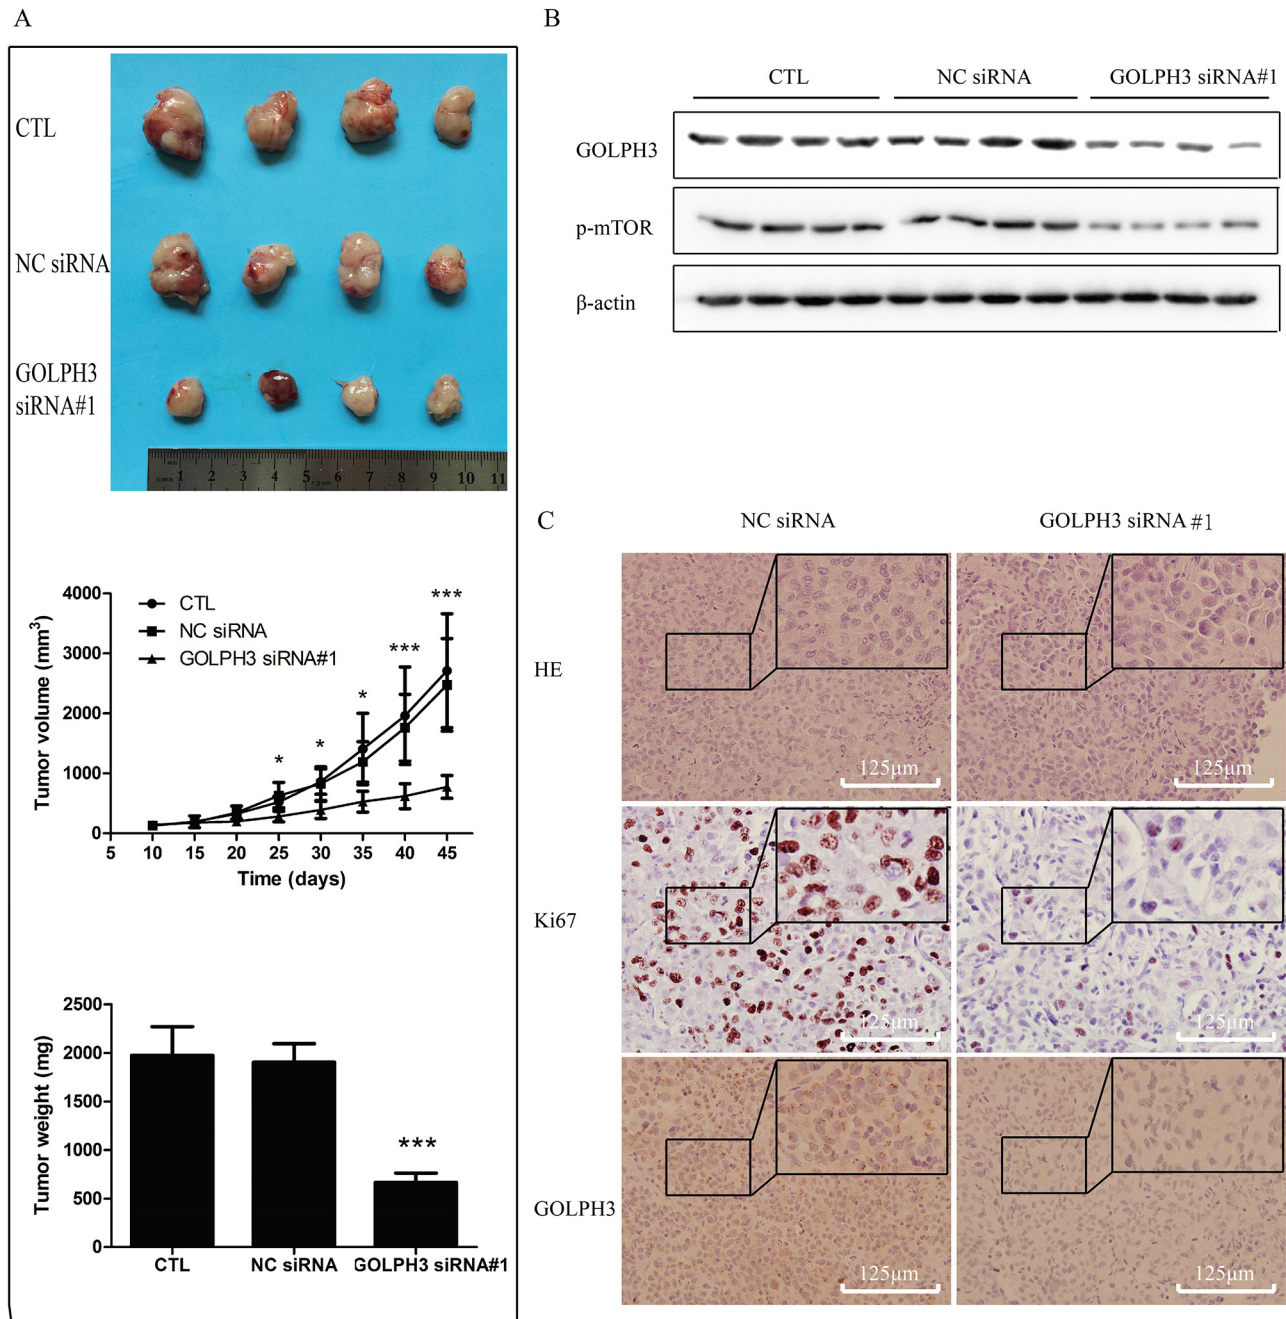 A
CTL
NC siRNA
GOLPH3
siRNA#1
1 2 3 4 5 6 7 8 9 10 11
4000
3000
2000
1000
0
Tumor volume (mm3)
CTL
NC siRNA
GOLPH3 siRNA#1
*
*
*
***
***
5 10 15 20 25 30 35 40 45
Time (days)
2500
2000
1500
1000
500
0
Tumor weight (mg)
***
CTL NC siRNA GOLPH3 siRNA#1
B
CTL NC siRNA GOLPH3 siRNA#1
GOLPH3
p-mTOR
β-actin
C
NC siRNA GOLPH3 siRNA #1
HE
125μm 125μm
Ki67
125μm 125μm
GOLPH3
125μm 125μm